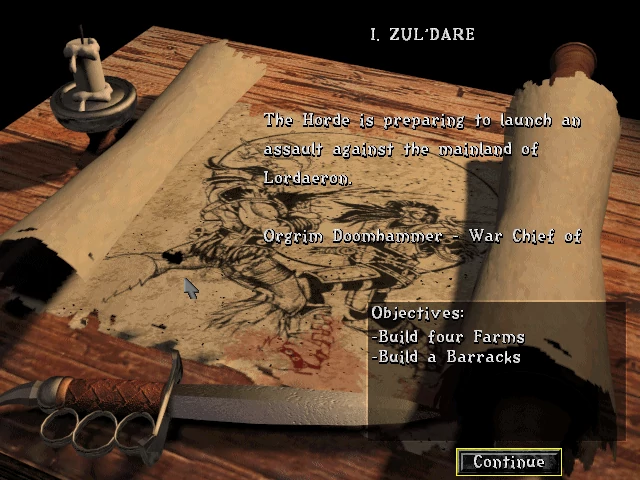 I. ZUL'DARE
The Horde is preparing to launch an
assault against the mainland of
Lordaeron.
Orgrim Doomhammer - War Chief of
Objectives:
-Build four Farms
-Build a Barracks
Continue